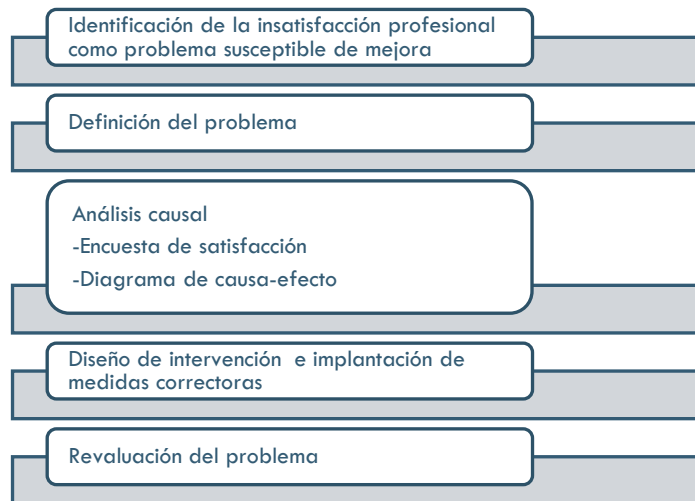 Identificación de la insatisfacción profesional
como problema susceptible de mejora
Definición del problema
Análisis causal
-Encuesta de satisfacción
-Diagrama de causa-efecto
Diseño de intervención e implantación de
medidas correctoras
Revaluación del problema